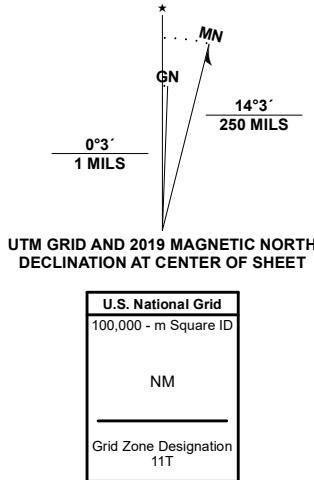 ★
MN
GN
0°3´
1 MILS
14°3´
250 MILS
UTM GRID AND 2019 MAGNETIC NORTH
DECLINATION AT CENTER OF SHEET
U.S. National Grid
100,000 - m Square ID
NM
Grid Zone Designation
11T